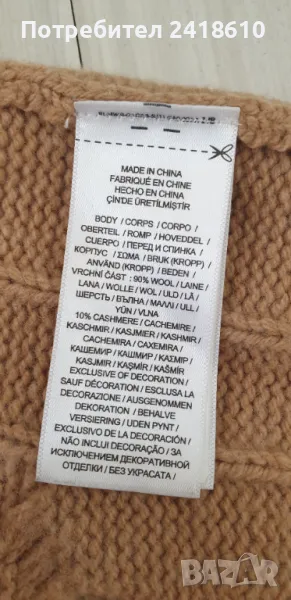 Потребител 2418610
MADE IN CHINA
FABRIQUÉ EN CHINE
HECHO EN CHINA
ÇİN'DE ÜRETİLMİŞTİR
BODY / CORPS / CORPO /
OBERTEIL / ROMP / HOVEDDEL /
CUERPO / ПЕРЕД И СПИНКА /
КОРПУС / ΣΩΜΑ / BRUK (KROPP) /
ANVÄND (KROPP) / BEDEN /
VRCHNÍ ČÁST : 90% WOOL / LAINE /
LANA / WOLLE / WOL / ULD / LÃ /
ШЕРСТЬ / ВЪЛНА / ΜΑΛΛΙ / ULL /
YÜN / VLNA
10% CASHMERE / CACHEMIRE /
KASCHMIR / KASJMIER / KASHMIR /
CACHEMIRA / CAXEMIRA /
КАШЕМИР / КАШМИР / ΚΑΣΜΙΡ /
KASJMIR / KAŞMİR / KAŠMÍR
EXCLUSIVE OF DECORATION /
SAUF DÉCORATION / ESCLUSA LA
DECORAZIONE / AUSGENOMMEN
DEKORATION / BEHALVE
VERSIERING / UDEN PYNT /
EXCLUSIVO DE LA DECORACIÓN /
NÃO INCLUI DECORAÇÃO / ЗА
ИСКЛЮЧЕНИЕМ ДЕКОРАТИВНОЙ
ОТДЕЛКИ / БЕЗ УКРАСАТА /
BAZAR